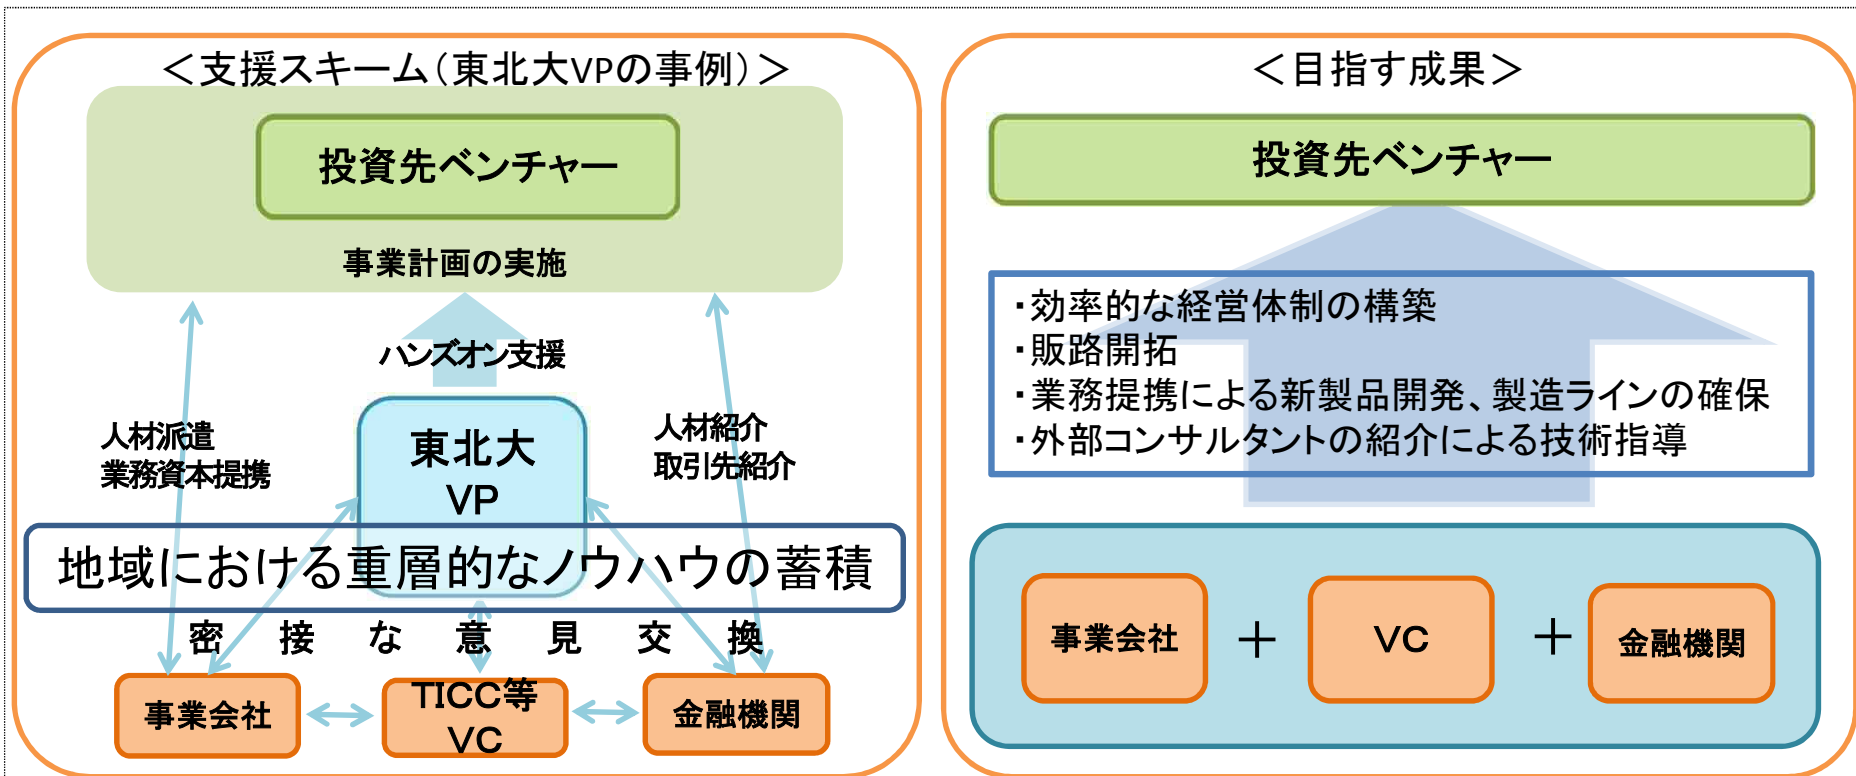 ＜支援スキーム（東北大VPの事例）＞
投資先ベンチャー
事業計画の実施
ハンズオン支援
人材派遣
業務資本提携
東北大
VP
人材紹介
取引先紹介
地域における重層的なノウハウの蓄積
密接な意見交換
事業会社
TICC等
VC
金融機関
＜目指す成果＞
投資先ベンチャー
・効率的な経営体制の構築
・販路開拓
・業務提携による新製品開発、製造ラインの確保
・外部コンサルタントの紹介による技術指導
事業会社 ＋ VC ＋ 金融機関